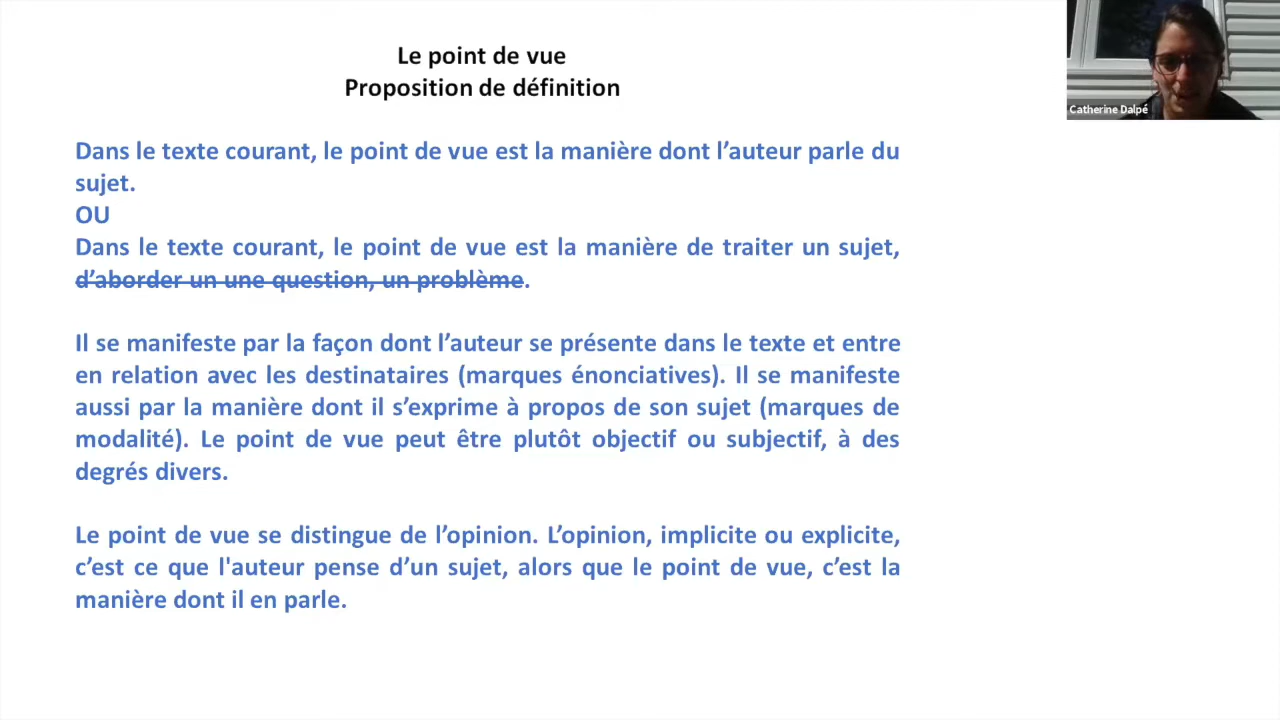 Le point de vue
Proposition de définition
Dans le texte courant, le point de vue est la manière dont l’auteur parle du
sujet.
OU
Dans le texte courant, le point de vue est la manière de traiter un sujet,
d’aborder un une question, un problème.
Il se manifeste par la façon dont l’auteur se présente dans le texte et entre
en relation avec les destinataires (marques énonciatives). Il se manifeste
aussi par la manière dont il s’exprime à propos de son sujet (marques de
modalité). Le point de vue peut être plutôt objectif ou subjectif, à des
degrés divers.
Le point de vue se distingue de l’opinion. L’opinion, implicite ou explicite,
c’est ce que l'auteur pense d’un sujet, alors que le point de vue, c’est la
manière dont il en parle.
Catherine Dalpé